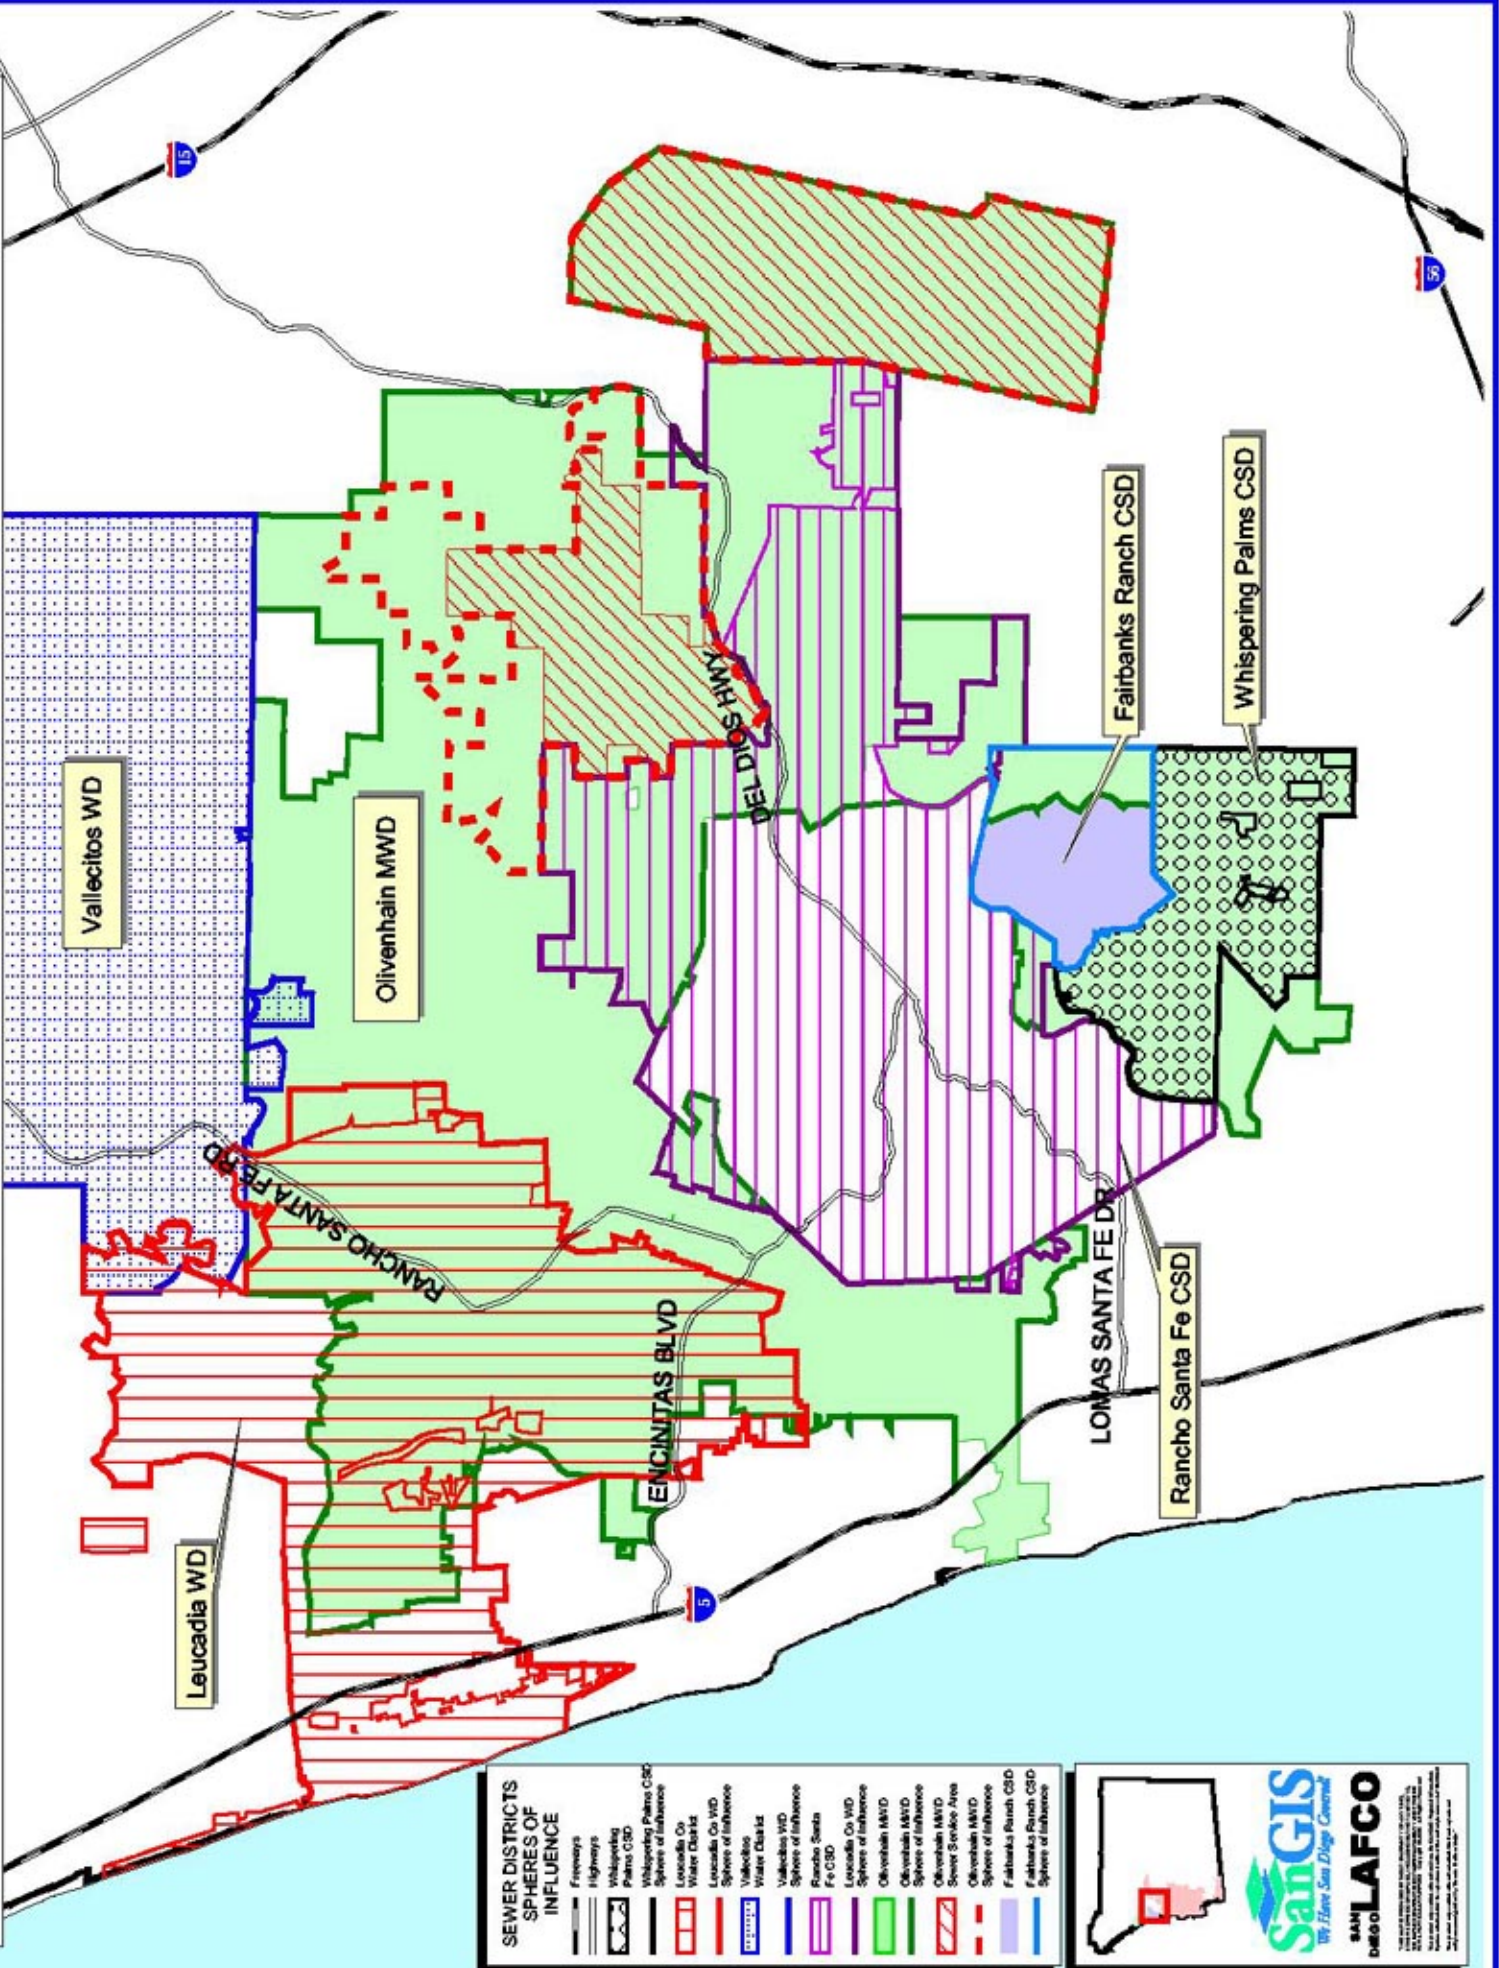 15
56
5
Vallecitos WD
Olivenhain MWD
Leucadia WD
Fairbanks Ranch CSD
Whispering Palms CSD
Rancho Santa Fe CSD
RANCHO SANTA FE RD
DEL DIOS HWY
ENCINITAS BLVD
LOMAS SANTA FE DR
SEWER DISTRICTS
SPHERES OF
INFLUENCE
Freeways
Highways
Whispering
Palms CSD
Whispering Palms CSD
Sphere of Influence
Leucadia Co
Water District
Leucadia Co WD
Sphere of Influence
Vallecitos
Water District
Vallecitos WD
Sphere of Influence
Rancho Santa
Fe CSD
Leucadia Co WD
Sphere of Influence
Olivenhain MWD
Olivenhain MWD
Sphere of Influence
Olivenhain MWD
Sewer Service Area
Olivenhain MWD
Sphere of Influence
Fairbanks Ranch CSD
Fairbanks Ranch CSD
Sphere of Influence
SanGIS
We Have San Diego Covered!
SAN
DIEGO LAFCO